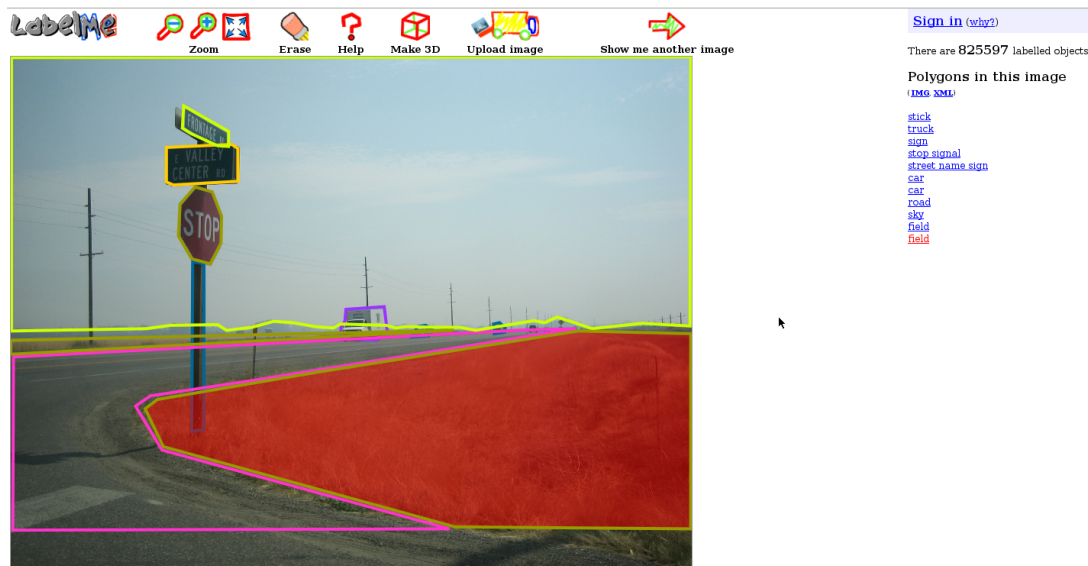 LabelMe
Zoom
Erase
Help
Make 3D
Upload image
Show me another image
Sign in (why?)
There are 825597 labelled objects
Polygons in this image
(IMG, XML)
stick
truck
sign
stop signal
street name sign
car
car
road
sky
field
field
FRONTAGE
E VALLEY
CENTER RD
STOP